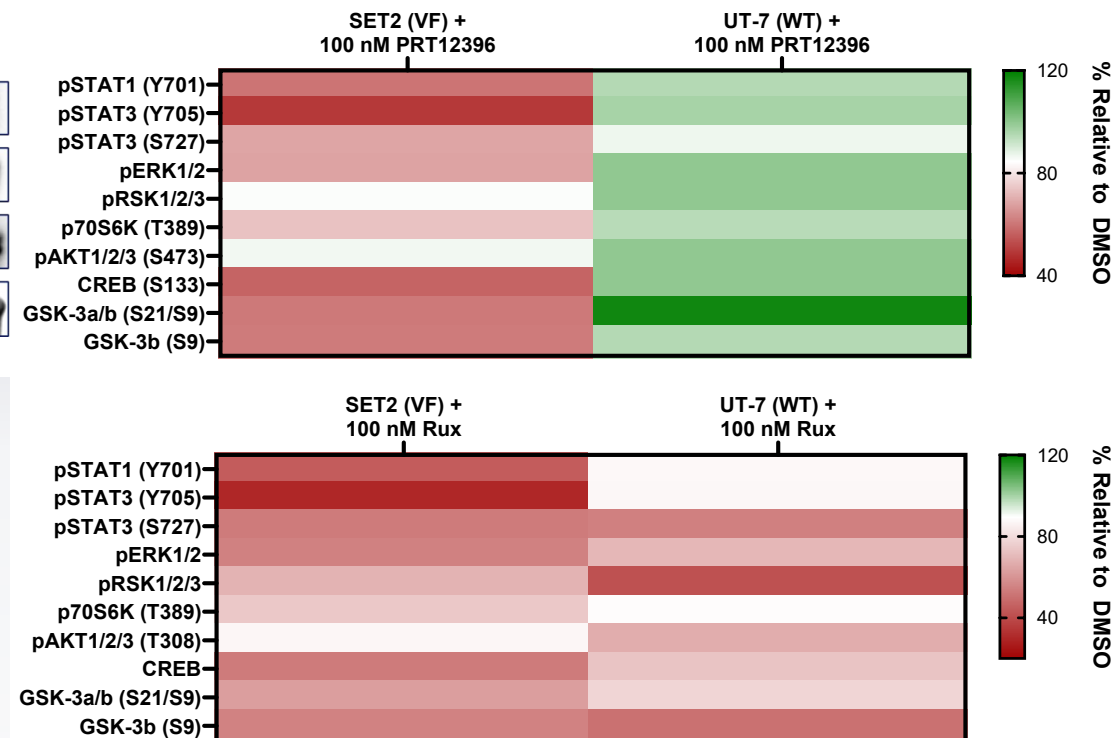 SET2 (VF) +
100 nM PRT12396
UT-7 (WT) +
100 nM PRT12396
pSTAT1 (Y701)
pSTAT3 (Y705)
pSTAT3 (S727)
pERK1/2
pRSK1/2/3
p70S6K (T389)
pAKT1/2/3 (S473)
CREB (S133)
GSK-3a/b (S21/S9)
GSK-3b (S9)
120
80
40
% Relative to DMSO
SET2 (VF) +
100 nM Rux
UT-7 (WT) +
100 nM Rux
pSTAT1 (Y701)
pSTAT3 (Y705)
pSTAT3 (S727)
pERK1/2
pRSK1/2/3
p70S6K (T389)
pAKT1/2/3 (T308)
CREB
GSK-3a/b (S21/S9)
GSK-3b (S9)
120
80
40
% Relative to DMSO